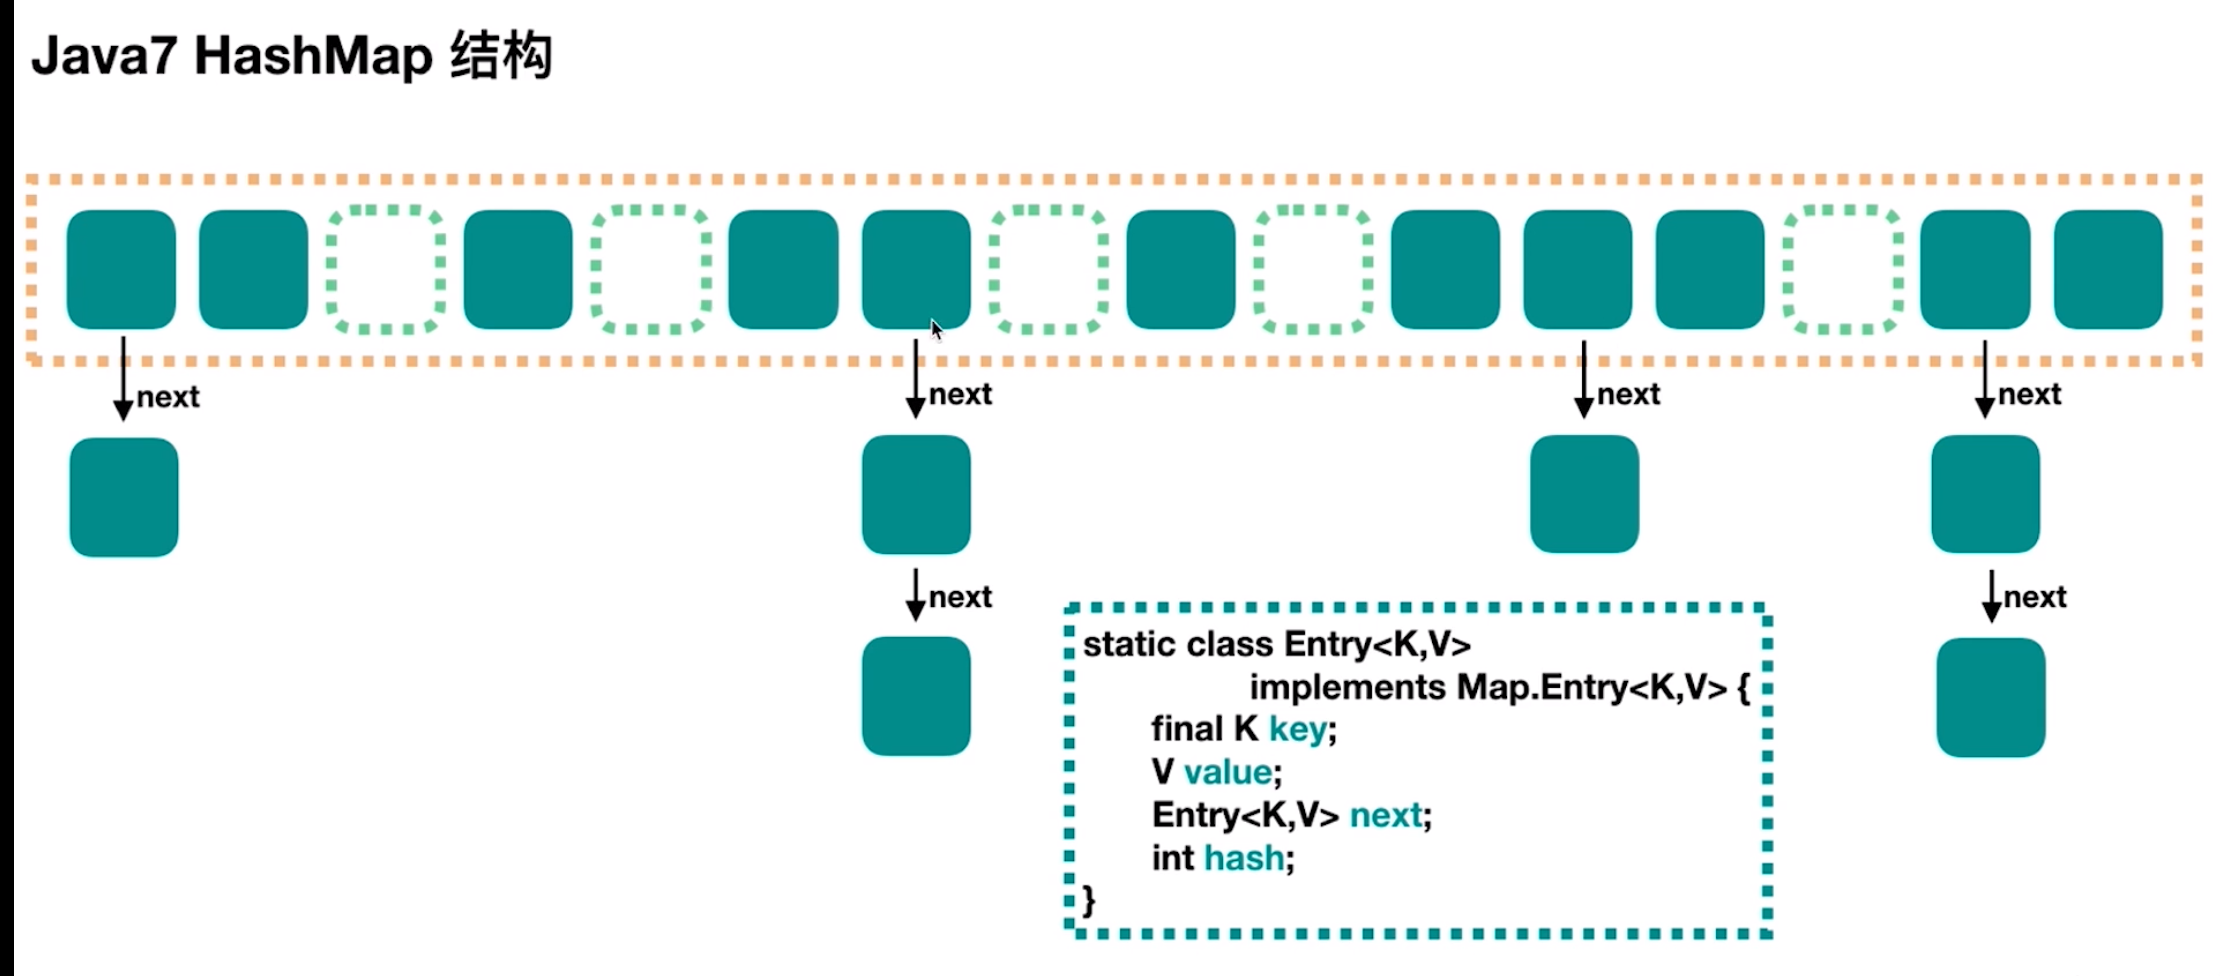 Java7 HashMap 结构
next
next
next
next
next
next
static class Entry<K,V>
implements Map.Entry<K,V> {
final K key;
V value;
Entry<K,V> next;
int hash;
}